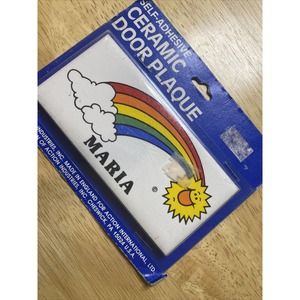 SELF-ADHESIVE
CERAMIC
DOOR PLAQUE
MARIA
®
INDUSTRIES, INC. MADE IN ENGLAND FOR ACTION INTERNATIONAL LTD.
OF ACTION INDUSTRIES, INC. CHESWICK, PA 15024 U.S.A.